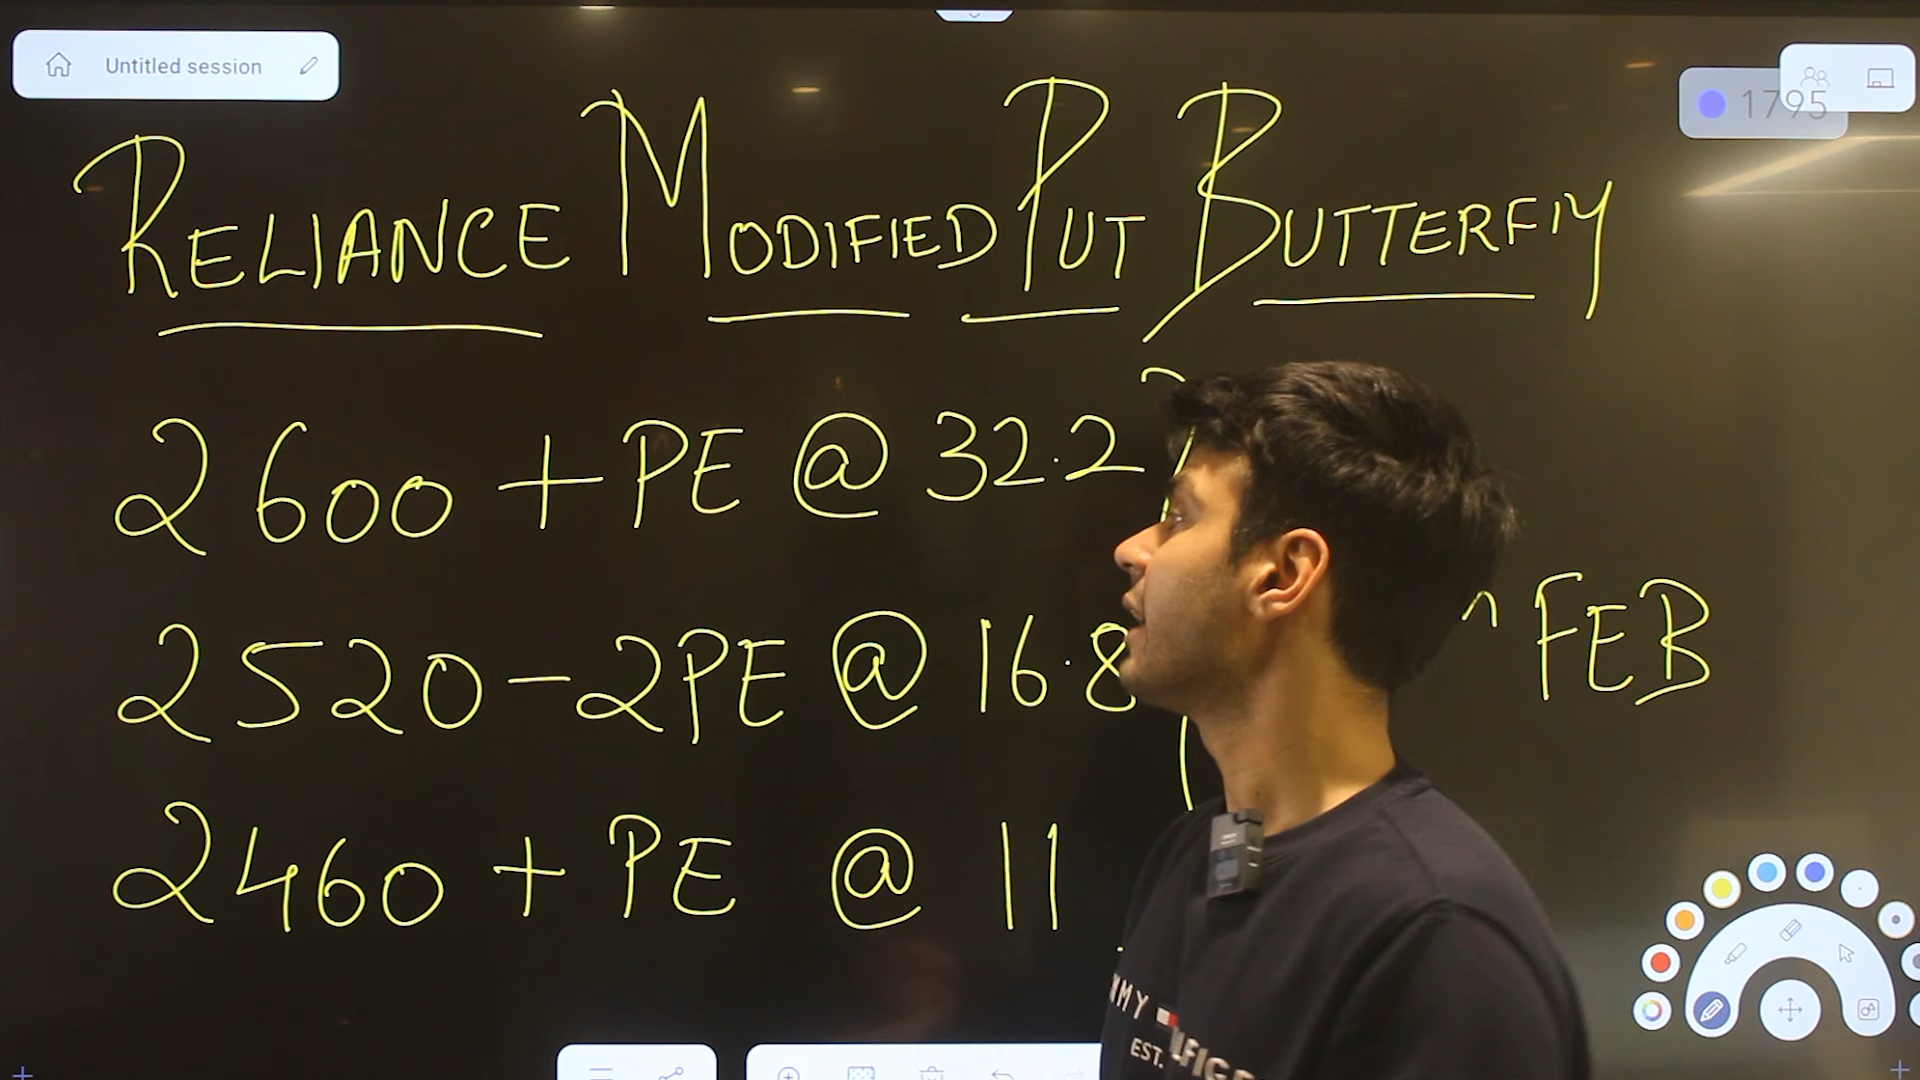 Untitled session
1795
RELIANCE MODIFIED PUT BUTTERFLY
2600 + PE @ 32.2
2520 - 2PE @ 16.8
FEB
2460 + PE @ 11
EST.